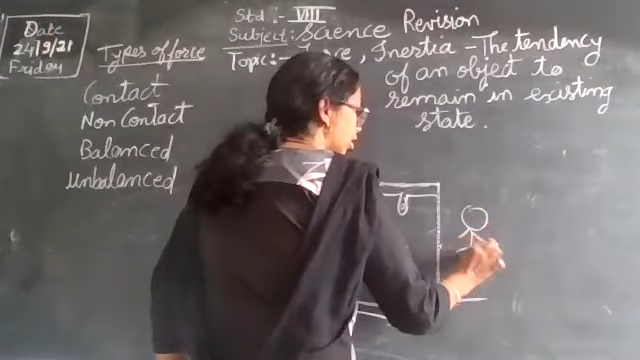 Date
24/9/21
Friday
Types of force
Contact
Non Contact
Balanced
Unbalanced
Std :- VIII
Subject:- Science Revision
Topic:- Force, Inertia - The tendency
of an object to
remain in existing
state.